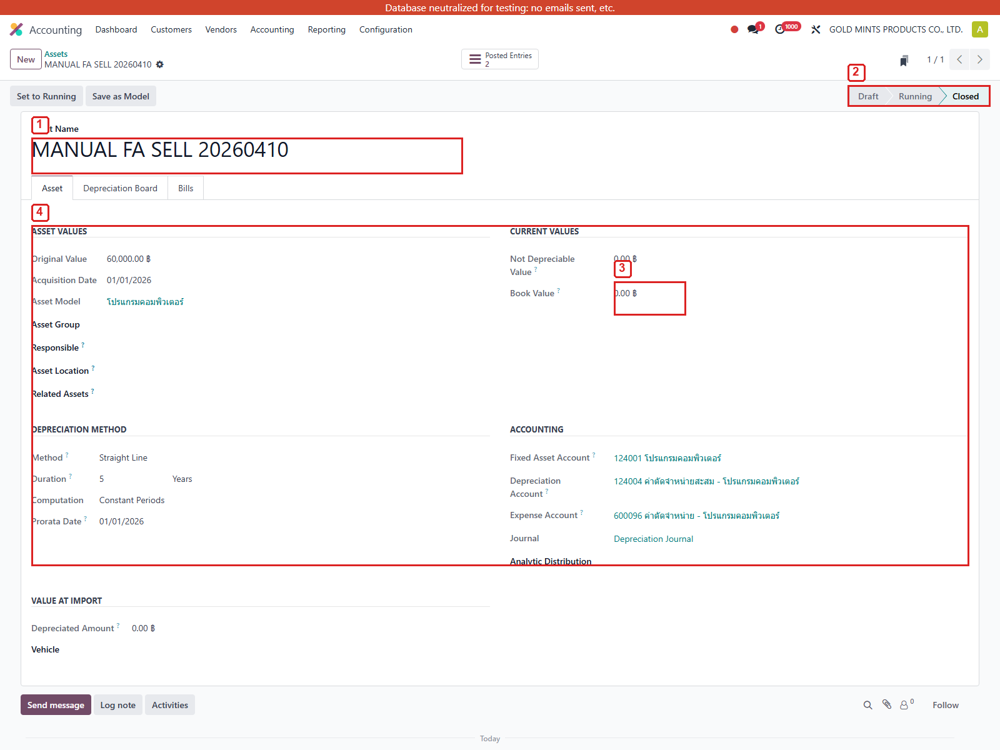 Database neutralized for testing: no emails sent, etc.
Accounting Dashboard Customers Vendors Accounting Reporting Configuration 1 1000 GOLD MINTS PRODUCTS CO., LTD. A
New Assets
MANUAL FA SELL 20260410
Posted Entries
2
1 / 1
2
Set to Running Save as Model Draft Running Closed
1 t Name
MANUAL FA SELL 20260410
Asset Depreciation Board Bills
4
ASSET VALUES
Original Value 60,000.00 ฿
Acquisition Date 01/01/2026
Asset Model โปรแกรมคอมพิวเตอร์
Asset Group
Responsible ?
Asset Location ?
Related Assets ?
CURRENT VALUES
Not Depreciable Value ? 0.00 ฿
3
Book Value ? 0.00 ฿
DEPRECIATION METHOD
Method ? Straight Line
Duration ? 5 Years
Computation Constant Periods
Prorata Date ? 01/01/2026
ACCOUNTING
Fixed Asset Account ? 124001 โปรแกรมคอมพิวเตอร์
Depreciation Account ? 124004 ค่าตัดจำหน่ายสะสม - โปรแกรมคอมพิวเตอร์
Expense Account ? 600096 ค่าตัดจำหน่าย - โปรแกรมคอมพิวเตอร์
Journal Depreciation Journal
Analytic Distribution
VALUE AT IMPORT
Depreciated Amount ? 0.00 ฿
Vehicle
Send message Log note Activities 0 Follow
Today